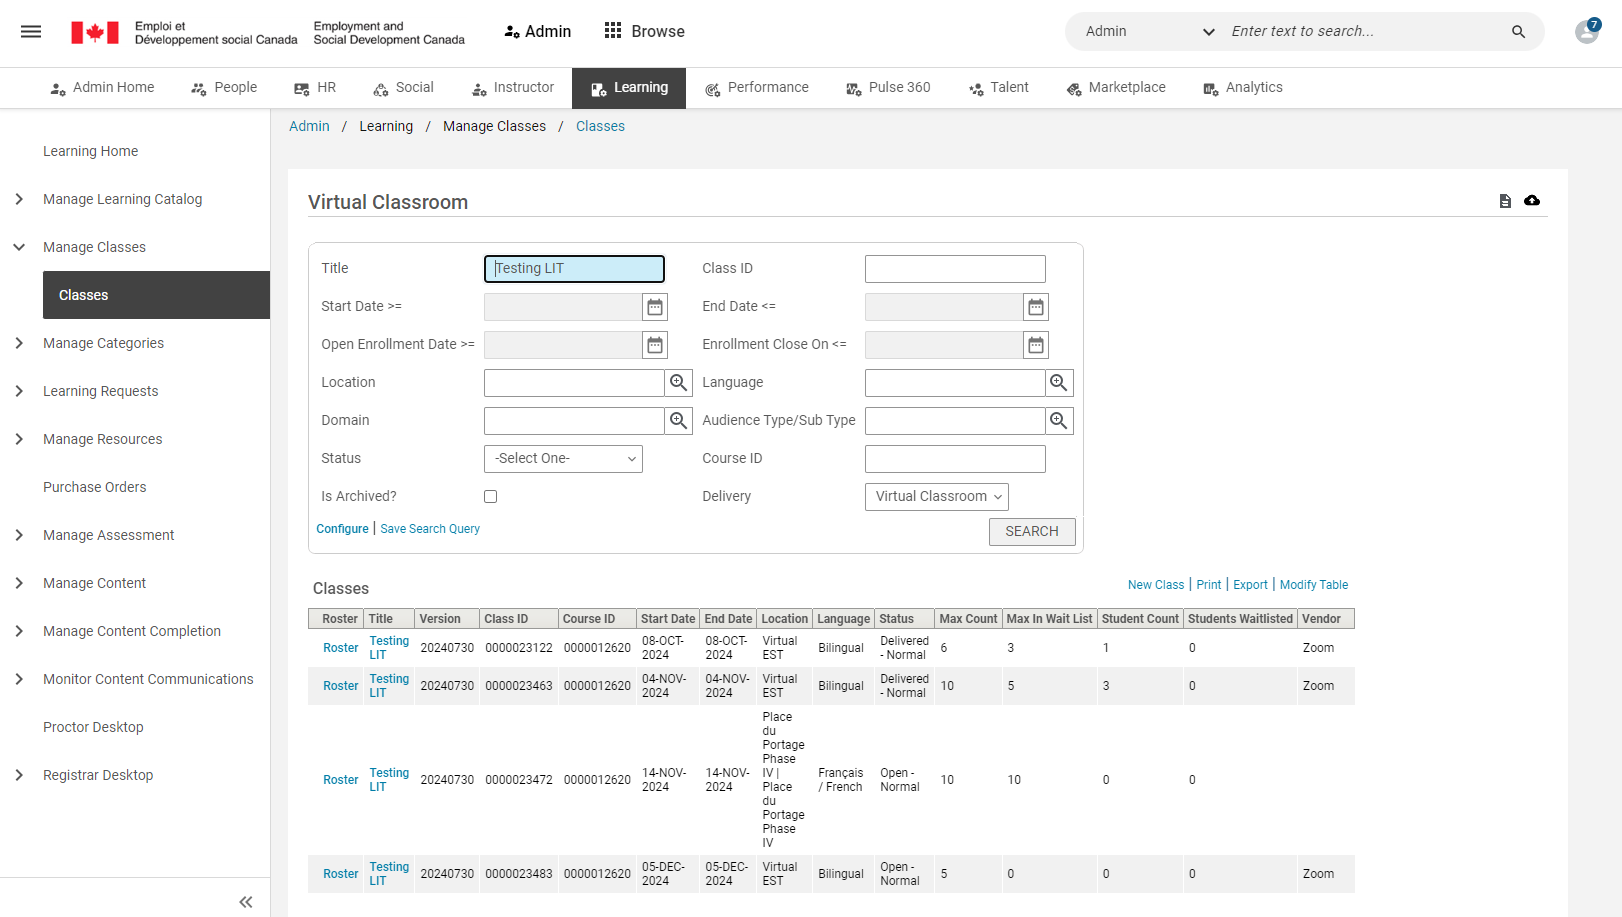 Emploi et
Développement social Canada
Employment and
Social Development Canada
Admin
Browse
Admin
Enter text to search...
7
Admin Home
People
HR
Social
Instructor
Learning
Performance
Pulse 360
Talent
Marketplace
Analytics
Admin / Learning / Manage Classes / Classes
Learning Home
Manage Learning Catalog
Manage Classes
Classes
Manage Categories
Learning Requests
Manage Resources
Purchase Orders
Manage Assessment
Manage Content
Manage Content Completion
Monitor Content Communications
Proctor Desktop
Registrar Desktop
Virtual Classroom
Title Testing LIT Class ID
Start Date >= End Date <=
Open Enrollment Date >= Enrollment Close On <=
Location Language
Domain Audience Type/Sub Type
Status -Select One- Course ID
Is Archived? Delivery Virtual Classroom
Configure | Save Search Query
SEARCH
Classes
New Class | Print | Export | Modify Table
Roster Title Version Class ID Course ID Start Date End Date Location Language Status Max Count Max In Wait List Student Count Students Waitlisted Vendor
Roster Testing LIT 20240730 0000023122 0000012620 08-OCT-2024 08-OCT-2024 Virtual EST Bilingual Delivered - Normal 6 3 1 0 Zoom
Roster Testing LIT 20240730 0000023463 0000012620 04-NOV-2024 04-NOV-2024 Virtual EST Bilingual Delivered - Normal 10 5 3 0 Zoom
Roster Testing LIT 20240730 0000023472 0000012620 14-NOV-2024 14-NOV-2024 Place du Portage Phase IV | Place du Portage Phase IV Français / French Open - Normal 10 10 0 0
Roster Testing LIT 20240730 0000023483 0000012620 05-DEC-2024 05-DEC-2024 Virtual EST Bilingual Open - Normal 5 0 0 0 Zoom